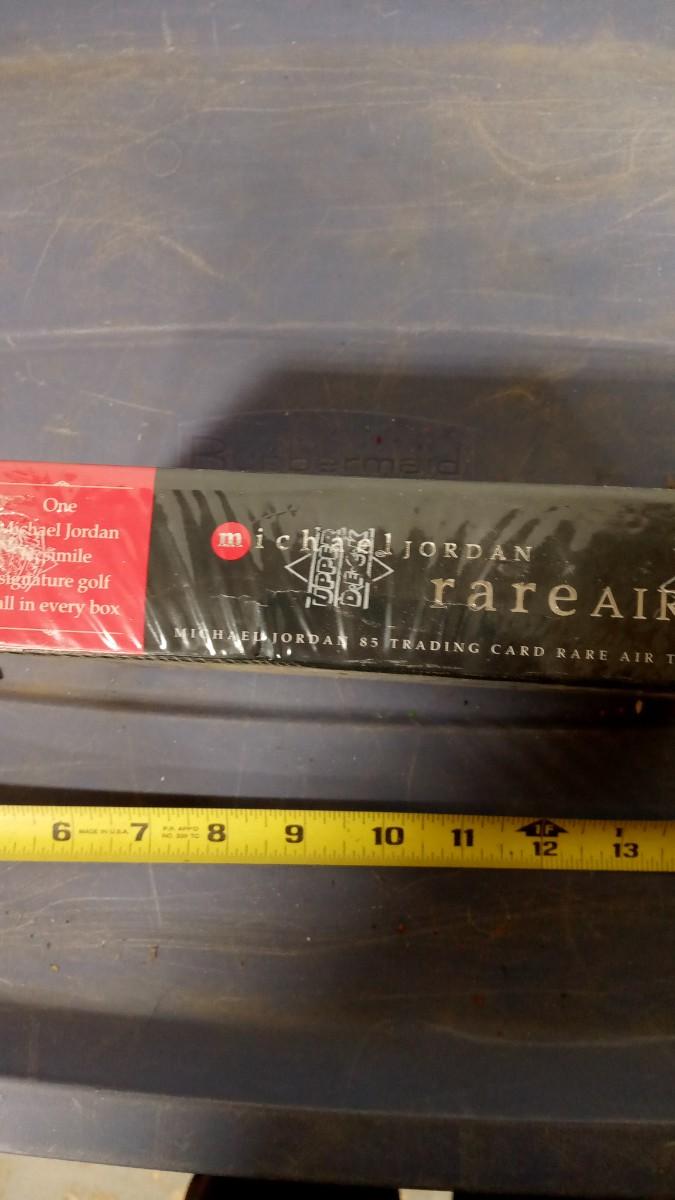 Rubbermaid
One
Michael Jordan
facsimile
signature golf
ball in every box
michael JORDAN
UPPER DECK
rare AIR
MICHAEL JORDAN 85 TRADING CARD RARE AIR T
6 MADE IN U.S.A. 7 8 9 10 11 1F 12 13